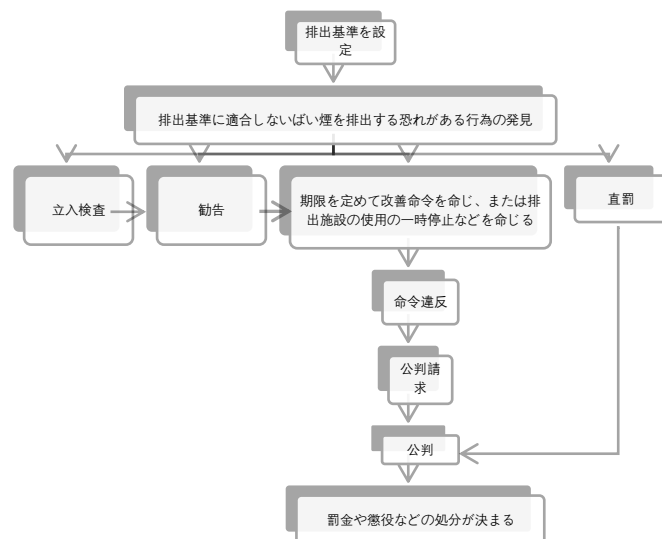 排出基準を設
定
排出基準に適合しないばい煙を排出する恐れがある行為の発見
立入検査
勧告
期限を定めて改善命令を命じ、または排
出施設の使用の一時停止などを命じる
直罰
命令違反
公判請
求
公判
罰金や懲役などの処分が決まる